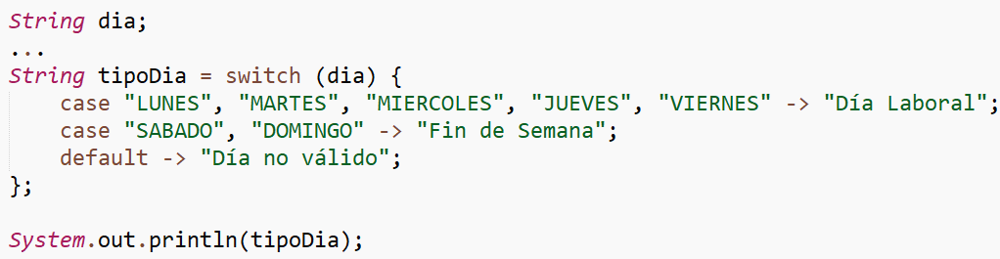 String dia;
...
String tipoDia = switch (dia) {
    case "LUNES", "MARTES", "MIERCOLES", "JUEVES", "VIERNES" -> "Día Laboral";
    case "SABADO", "DOMINGO" -> "Fin de Semana";
    default -> "Día no válido";
};
System.out.println(tipoDia);